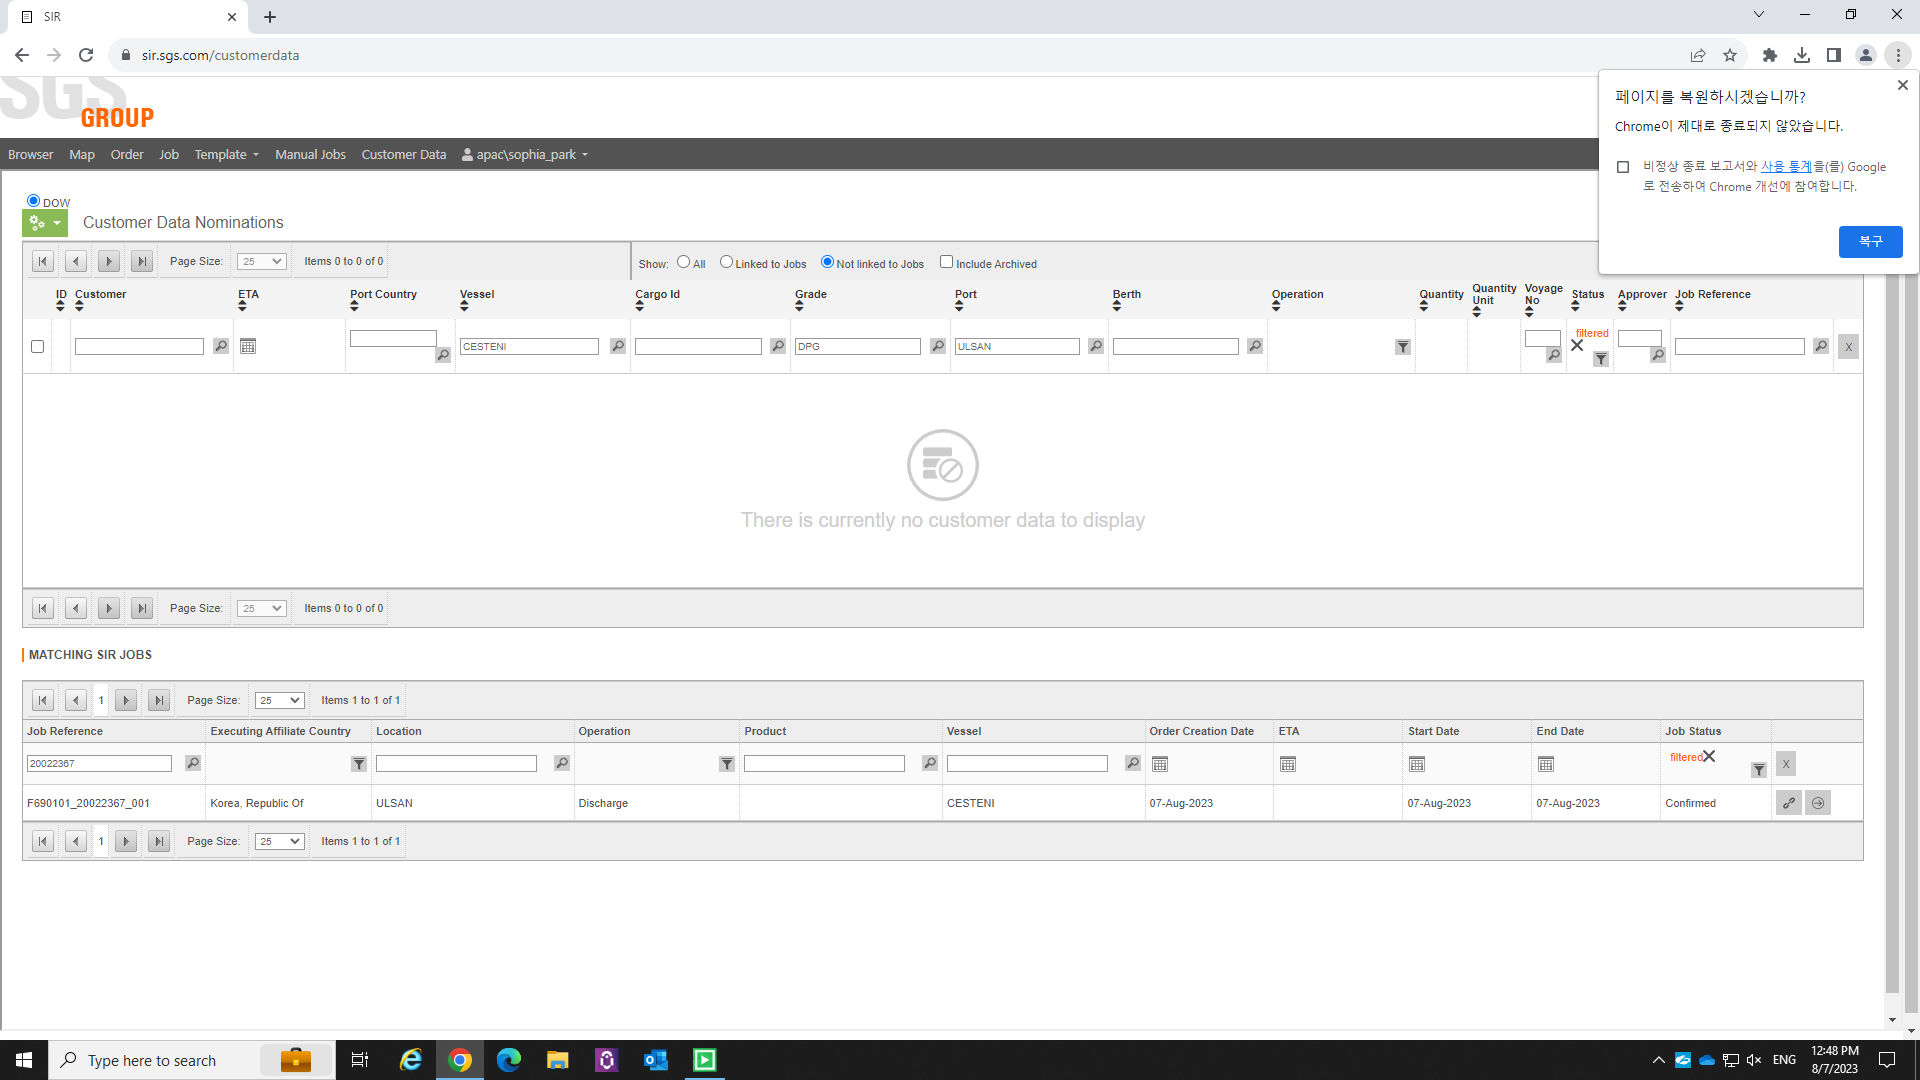 SIR
sir.sgs.com/customerdata
SGS
GROUP
Browser Map Order Job Template Manual Jobs Customer Data apac\sophia_park
페이지를 복원하시겠습니까?
Chrome이 제대로 종료되지 않았습니다.
비정상 종료 보고서와 사용 통계을(를) Google
로 전송하여 Chrome 개선에 참여합니다.
복구
DOW
Customer Data Nominations
Page Size: 25 Items 0 to 0 of 0 Show: All Linked to Jobs Not linked to Jobs Include Archived
ID Customer ETA Port Country Vessel Cargo Id Grade Port Berth Operation Quantity Quantity Unit Voyage No Status Approver Job Reference
CESTENI DPG ULSAN filtered X
There is currently no customer data to display
Page Size: 25 Items 0 to 0 of 0
MATCHING SIR JOBS
1 Page Size: 25 Items 1 to 1 of 1
Job Reference Executing Affiliate Country Location Operation Product Vessel Order Creation Date ETA Start Date End Date Job Status
20022367 filtered X
F690101_20022367_001 Korea, Republic Of ULSAN Discharge CESTENI 07-Aug-2023 07-Aug-2023 07-Aug-2023 Confirmed
1 Page Size: 25 Items 1 to 1 of 1
Type here to search
ENG
12:48 PM
8/7/2023